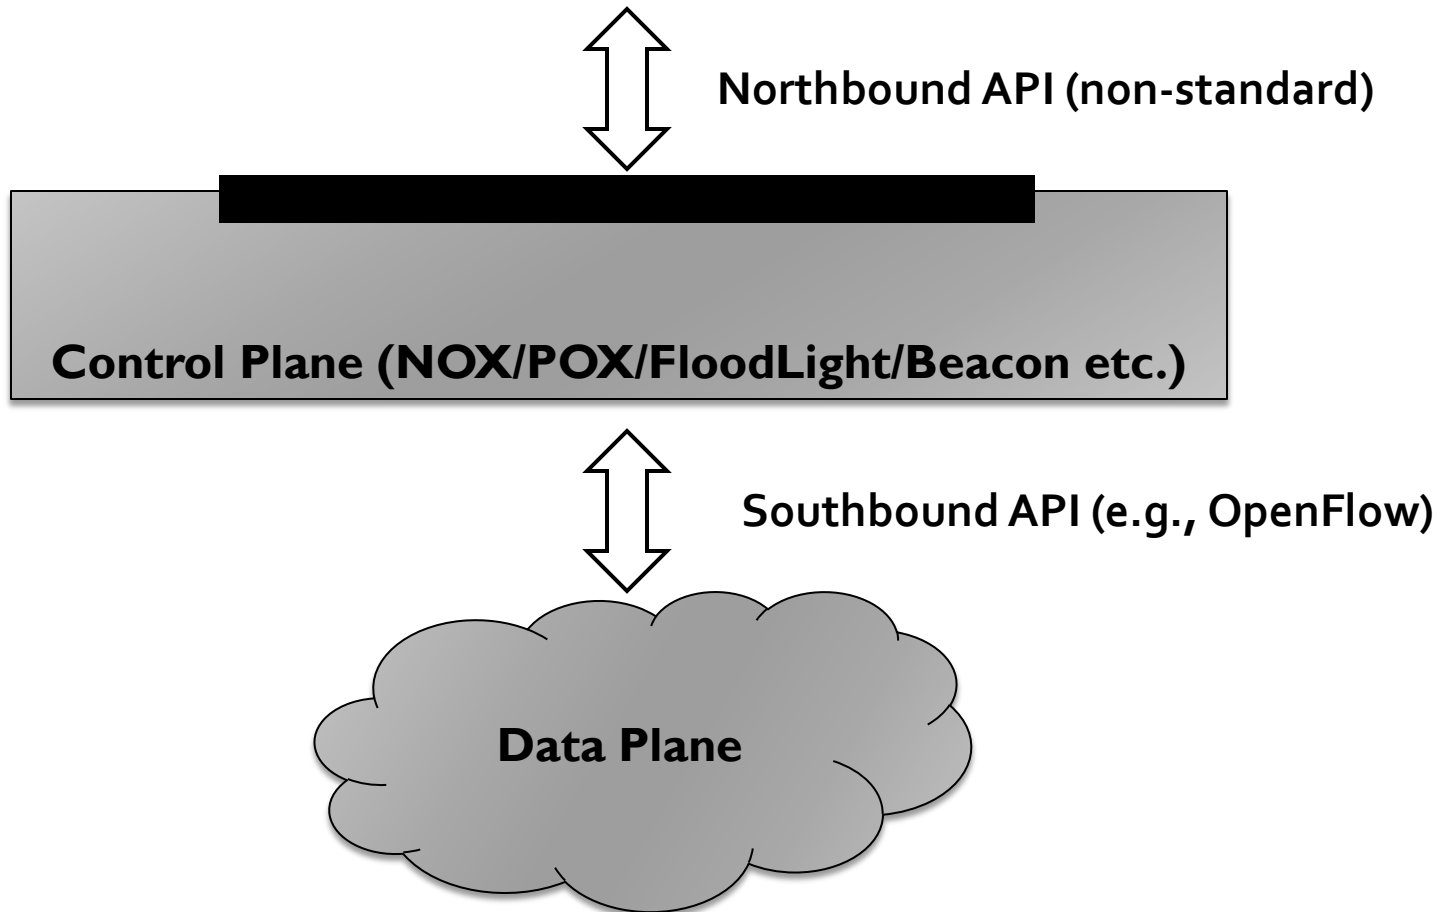 Northbound API (non-standard)
Control Plane (NOX/POX/FloodLight/Beacon etc.)
Southbound API (e.g., OpenFlow)
Data Plane